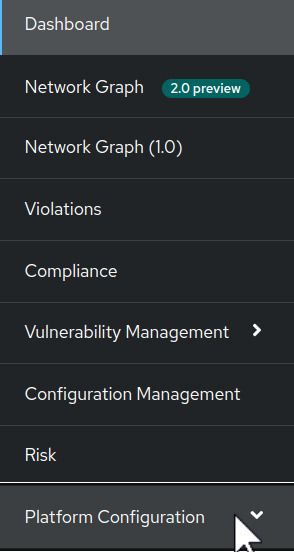 Dashboard
Network Graph 2.0 preview
Network Graph (1.0)
Violations
Compliance
Vulnerability Management
Configuration Management
Risk
Platform Configuration